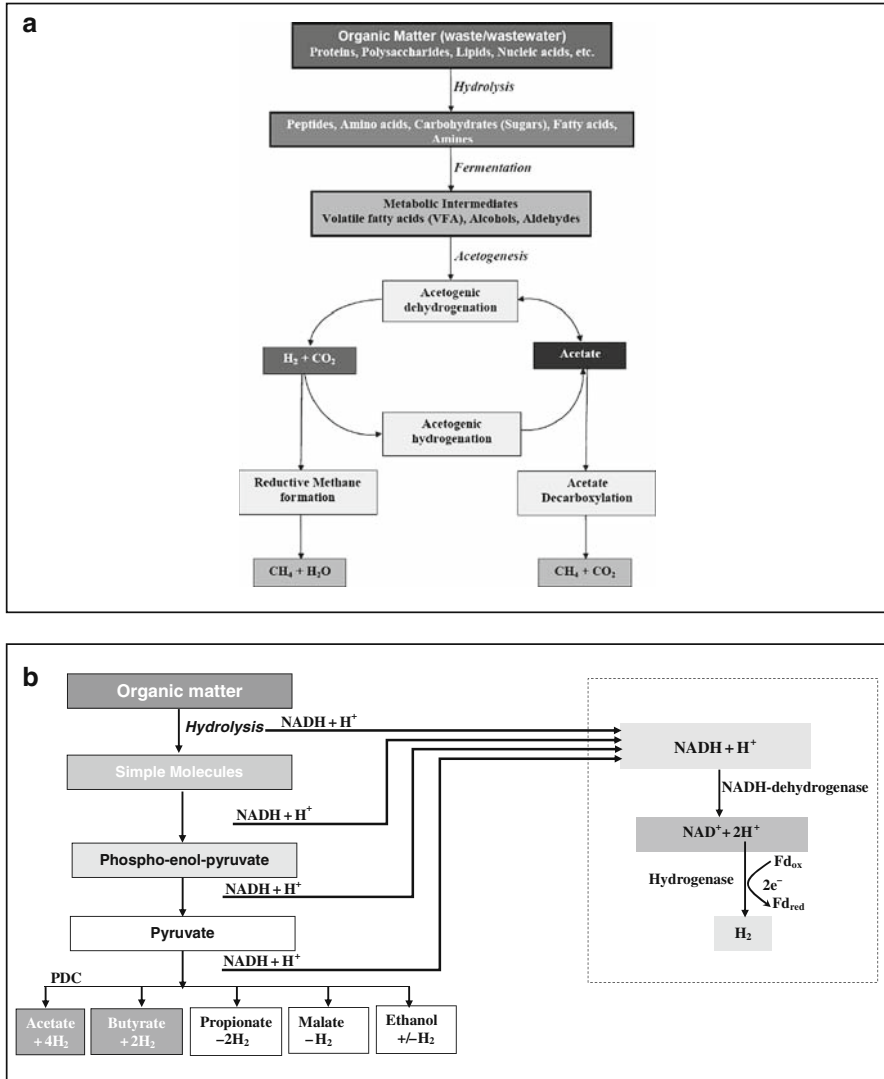 a
Organic Matter (waste/wastewater)
Proteins, Polysaccharides, Lipids, Nucleic acids, etc.
Hydrolysis
Peptides, Amino acids, Carbohydrates (Sugars), Fatty acids,
Amines
Fermentation
Metabolic Intermediates
Volatile fatty acids (VFA), Alcohols, Aldehydes
Acetogenesis
Acetogenic
dehydrogenation
H₂ + CO₂
Acetate
Acetogenic
hydrogenation
Reductive Methane
formation
Acetate
Decarboxylation
CH₄ + H₂O
CH₄ + CO₂
b
Organic matter
Hydrolysis
NADH + H⁺
Simple Molecules
NADH + H⁺
Phospho-enol-pyruvate
NADH + H⁺
Pyruvate
NADH + H⁺
PDC
Acetate
+ 4H₂
Butyrate
+ 2H₂
Propionate
−2H₂
Malate
−H₂
Ethanol
+/−H₂
NADH + H⁺
NADH-dehydrogenase
NAD⁺ + 2H⁺
Hydrogenase
Fdox
2e⁻
Fdred
H₂